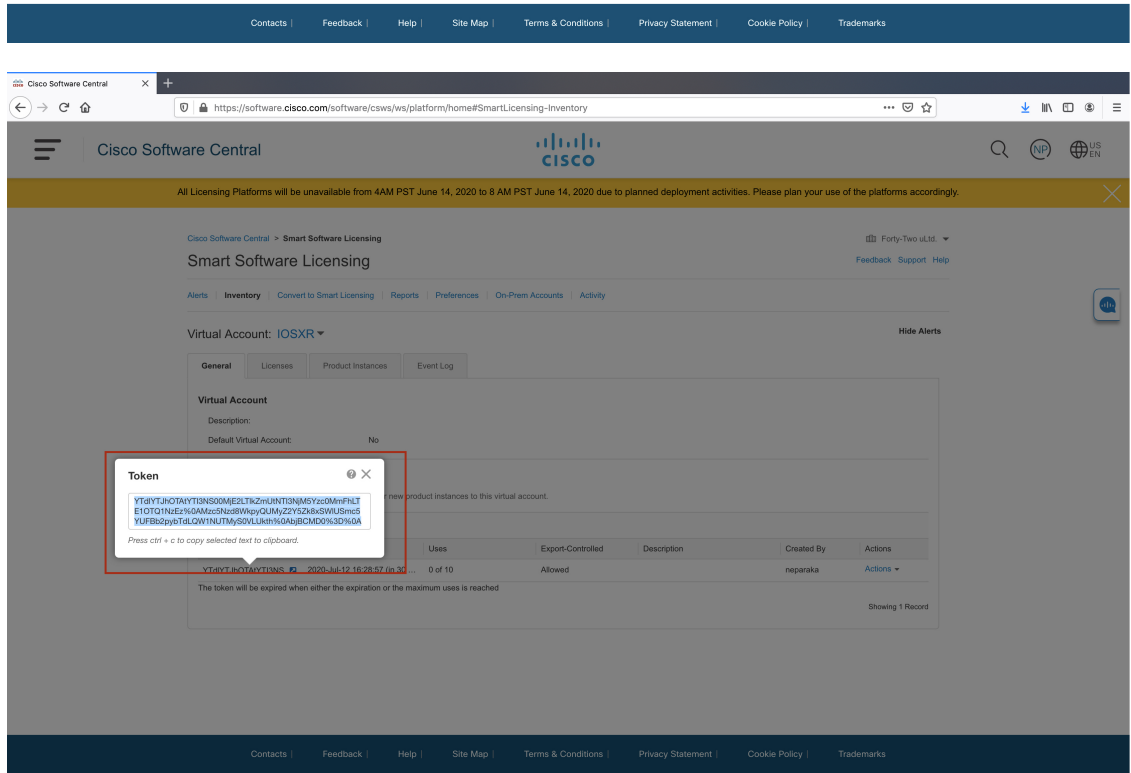 Contacts | Feedback | Help | Site Map | Terms & Conditions | Privacy Statement | Cookie Policy | Trademarks
Cisco Software Central
https://software.cisco.com/software/csws/ws/platform/home#SmartLicensing-Inventory
Cisco Software Central
CISCO
NP
US
EN
All Licensing Platforms will be unavailable from 4AM PST June 14, 2020 to 8 AM PST June 14, 2020 due to planned deployment activities. Please plan your use of the platforms accordingly.
Cisco Software Central > Smart Software Licensing
Forty-Two uLtd.
Smart Software Licensing
Feedback Support Help
Alerts | Inventory | Convert to Smart Licensing | Reports | Preferences | On-Prem Accounts | Activity
Virtual Account: IOSXR
Hide Alerts
General Licenses Product Instances Event Log
Virtual Account
Description:
Default Virtual Account: No
Token
new product instances to this virtual account.
YTdlYTJhOTAtYTI3NS00MjE2LTlkZmUtNTI3NjM5Yzc0MmFhLT
E1OTQ1NzEz%0AMzc5Nzd8WkpyQUMyZ2Y5Zk8xSWlUSmc5
YUFBb2pybTdLQW1NUTMyS0VLUkth%0AbjBCMD0%3D%0A
Press ctrl + c to copy selected text to clipboard.
Uses Export-Controlled Description Created By Actions
YTdlYTJhOTAtYTI3NS 2020-Jul-12 16:28:57 (in 30 ... 0 of 10 Allowed neparaka Actions
The token will be expired when either the expiration or the maximum uses is reached
Showing 1 Record
Contacts | Feedback | Help | Site Map | Terms & Conditions | Privacy Statement | Cookie Policy | Trademarks